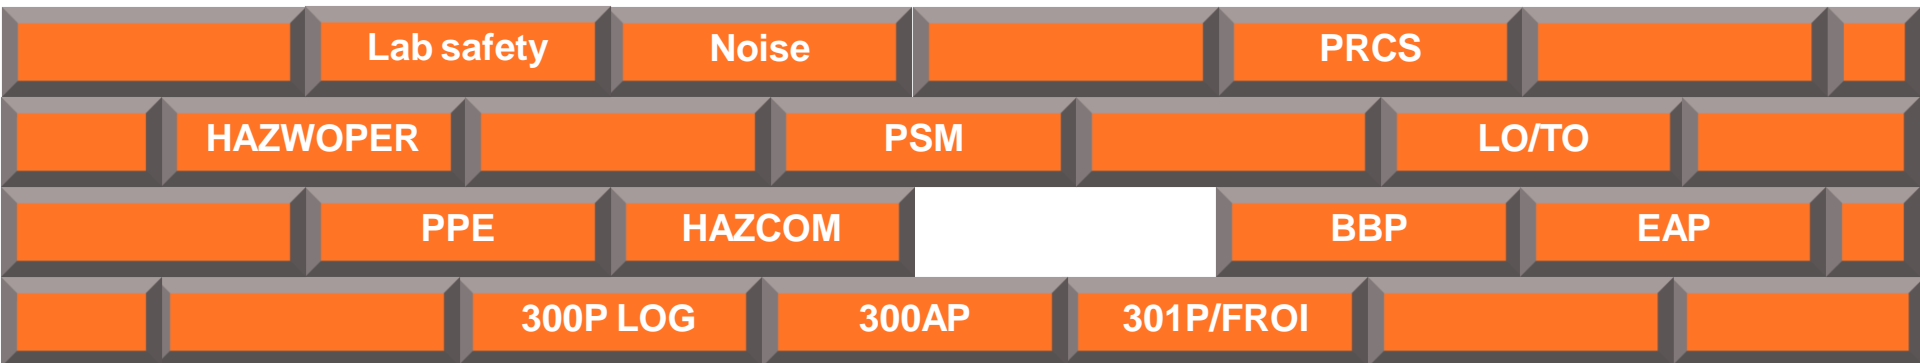 Lab safety
Noise
PRCS
HAZWOPER
PSM
LO/TO
PPE
HAZCOM
BBP
EAP
300P LOG
300AP
301P/FROI